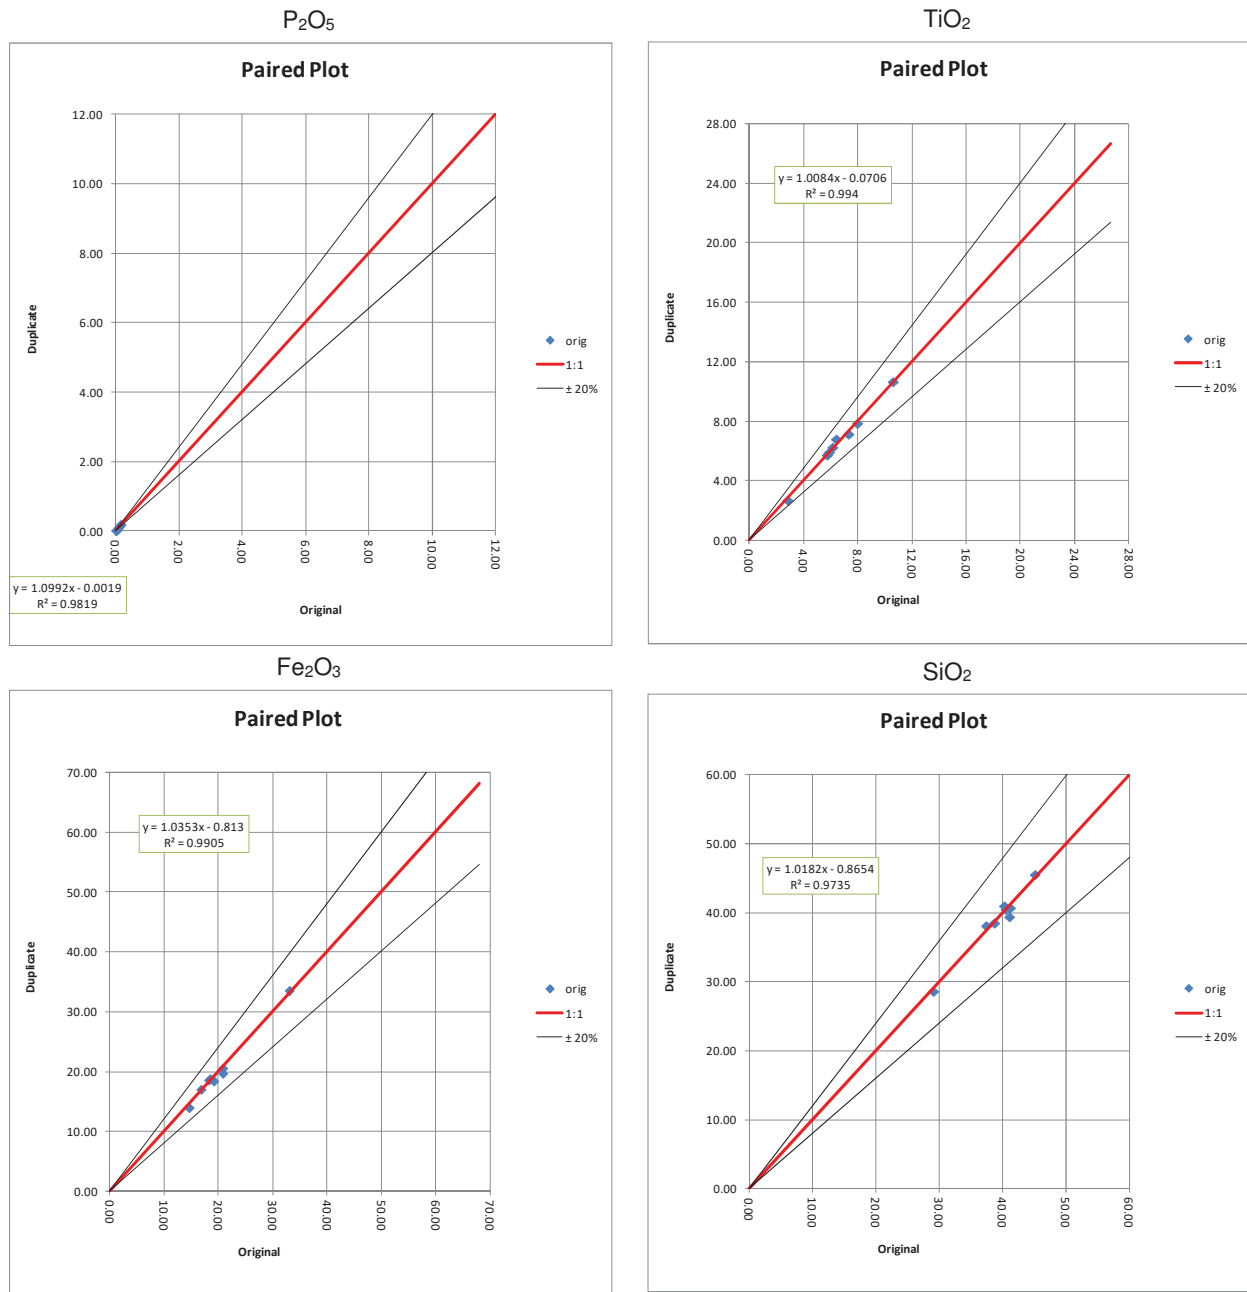 P₂O₅
Paired Plot
12.00
10.00
8.00
6.00
4.00
2.00
0.00
0.00
2.00
4.00
6.00
8.00
10.00
12.00
Duplicate
Original
y = 1.0992x - 0.0019
R² = 0.9819
orig
1:1
± 20%
TiO₂
Paired Plot
28.00
24.00
20.00
16.00
12.00
8.00
4.00
0.00
0.00
4.00
8.00
12.00
16.00
20.00
24.00
28.00
Duplicate
Original
y = 1.0084x - 0.0706
R² = 0.994
orig
1:1
± 20%
Fe₂O₃
Paired Plot
70.00
60.00
50.00
40.00
30.00
20.00
10.00
0.00
0.00
10.00
20.00
30.00
40.00
50.00
60.00
70.00
Duplicate
Original
y = 1.0353x - 0.813
R² = 0.9905
orig
1:1
± 20%
SiO₂
Paired Plot
60.00
50.00
40.00
30.00
20.00
10.00
0.00
0.00
10.00
20.00
30.00
40.00
50.00
60.00
Duplicate
Original
y = 1.0182x - 0.8654
R² = 0.9735
orig
1:1
± 20%